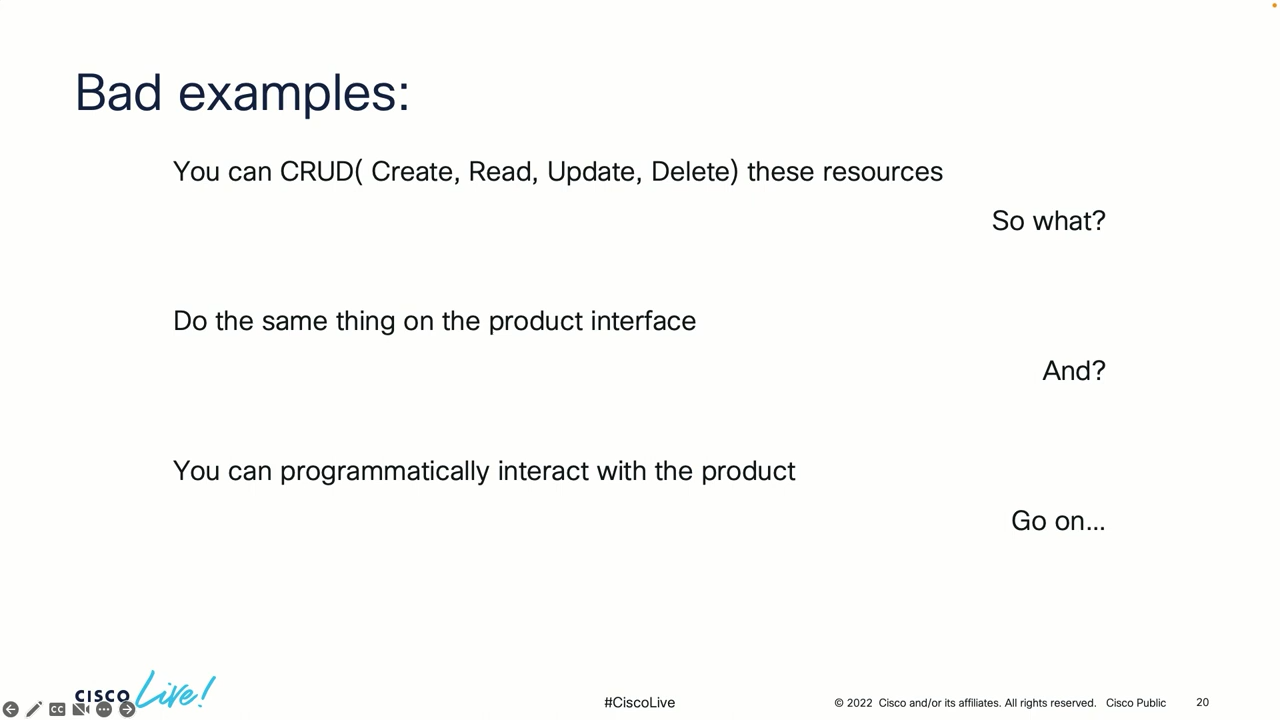 Bad examples:
You can CRUD( Create, Read, Update, Delete) these resources
So what?
Do the same thing on the product interface
And?
You can programmatically interact with the product
Go on...
CISCO Live!
#CiscoLive
© 2022 Cisco and/or its affiliates. All rights reserved. Cisco Public
20
CC